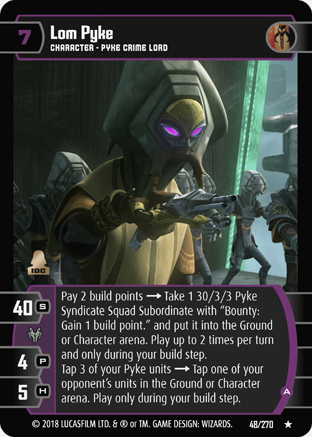 7
Lom Pyke
CHARACTER - PYKE CRIME LORD
IDC
40 S
4 P
5 H
Pay 2 build points → Take 1 30/3/3 Pyke
Syndicate Squad Subordinate with “Bounty:
Gain 1 build point.” and put it into the Ground
or Character arena. Play up to 2 times per turn
and only during your build step.
Tap 3 of your Pyke units → Tap one of your
opponent’s units in the Ground or Character
arena. Play only during your build step.
A
© 2018 LUCASFILM LTD. & ® or TM. GAME DESIGN: WIZARDS.
48/270 ★